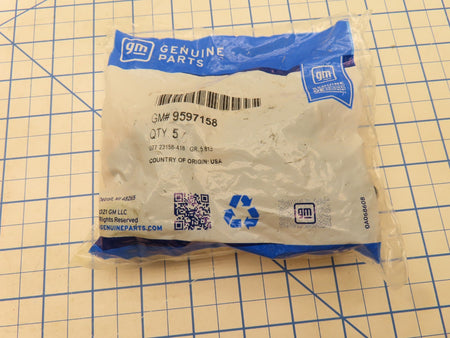 gm GENUINE
PARTS
gm
GM# 9597158
QTY 5
COUNTRY OF ORIGIN: USA
2021 GM LLC
Rights Reserved
GENUINEPARTS.COM
gm